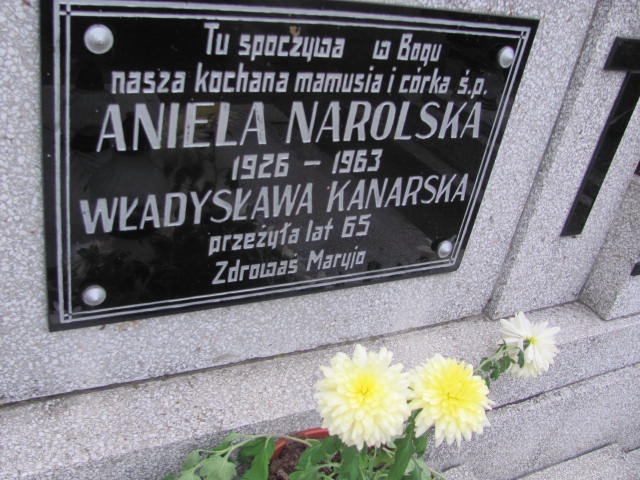 Tu spoczywa w Bogu
nasza kochana mamusia i córka ś.p.
ANIELA NAROLSKA
1926 – 1963
WŁADYSŁAWA KANARSKA
przeżyła lat 65
Zdrowaś Maryjo